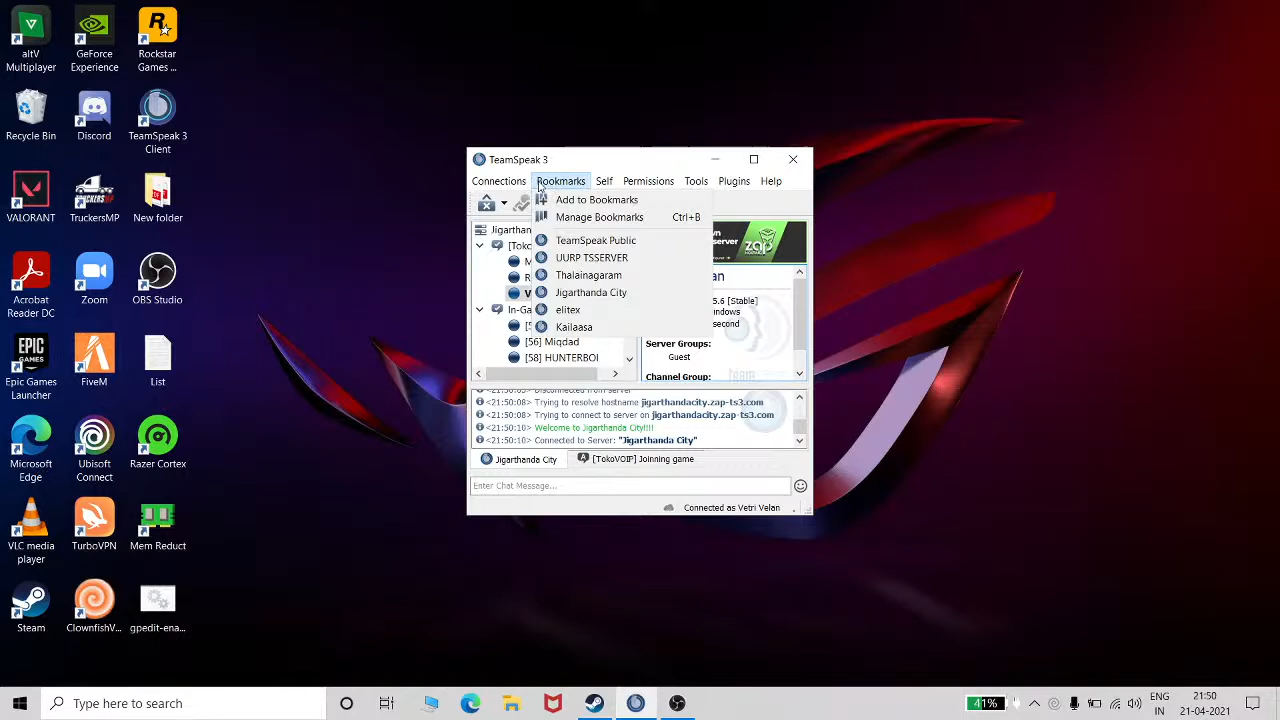 altV
Multiplayer
GeForce
Experience
Rockstar
Games ...
Recycle Bin
Discord
TeamSpeak 3
Client
VALORANT
TruckersMP
New folder
Acrobat
Reader DC
Zoom
OBS Studio
Epic Games
Launcher
FiveM
List
Microsoft
Edge
Ubisoft
Connect
Razer Cortex
VLC media
player
TurboVPN
Mem Reduct
Steam
ClownfishV...
gpedit-ena...
TeamSpeak 3
Connections Bookmarks Self Permissions Tools Plugins Help
Add to Bookmarks
Manage Bookmarks Ctrl+B
TeamSpeak Public
UURP TSSERVER
Thalainagaram
Jigarthanda City
elitex
Kailaasa
Jigarthan
[Toko
In-Ga
[56] Miqdad
[58] HUNTERBOI
zap
5.6 [Stable]
Server Groups:
Guest
Channel Group:
<21:50:08> Trying to resolve hostname jigarthandacity.zap-ts3.com
<21:50:08> Trying to connect to server on jigarthandacity.zap-ts3.com
<21:50:10> Welcome to Jigarthanda City!!!!
<21:50:10> Connected to Server: "Jigarthanda City"
Jigarthanda City
[TokoVOIP] Joinning game
Enter Chat Message...
Connected as Vetri Velan
Type here to search
41%
ENG
IN
21:50
21-04-2021